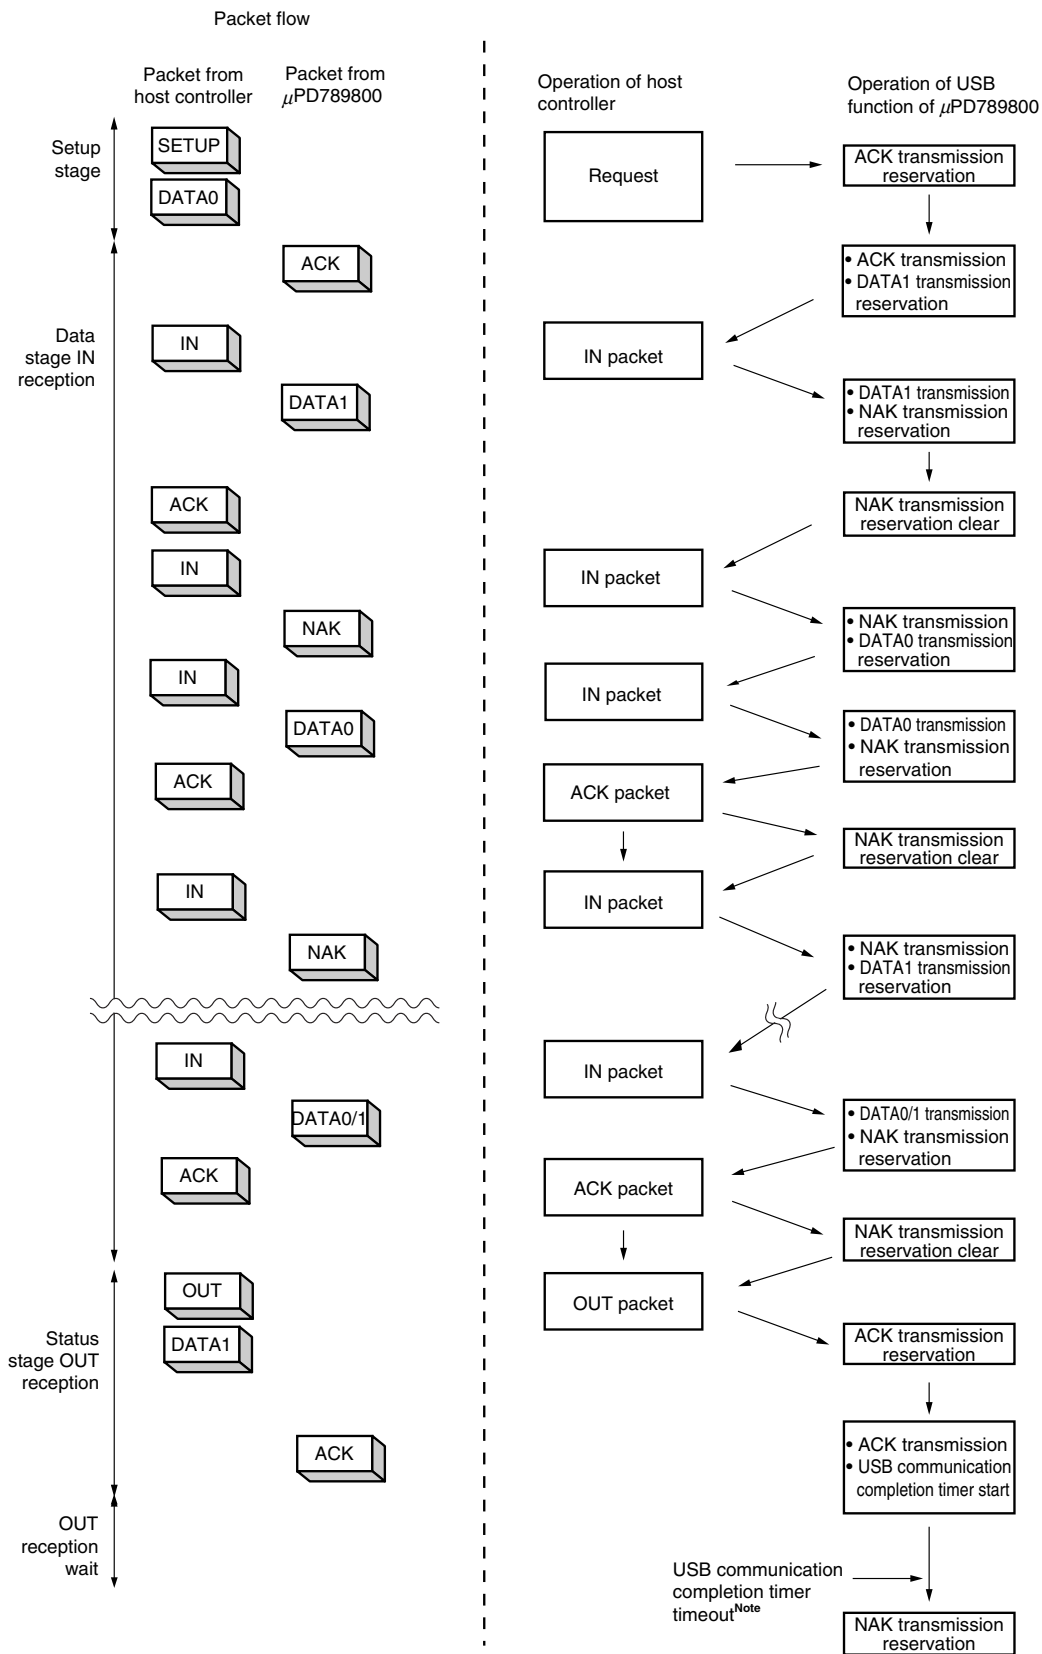 Packet flow
Packet from
host controller
Packet from
μPD789800
Operation of host
controller
Operation of USB
function of μPD789800
Setup
stage
SETUP
DATA0
Request
ACK transmission
reservation
ACK
• ACK transmission
• DATA1 transmission
reservation
Data
stage IN
reception
IN
IN packet
DATA1
• DATA1 transmission
• NAK transmission
reservation
ACK
NAK transmission
reservation clear
IN
IN packet
NAK
• NAK transmission
• DATA0 transmission
reservation
IN
IN packet
DATA0
• DATA0 transmission
• NAK transmission
reservation
ACK
ACK packet
NAK transmission
reservation clear
IN
IN packet
NAK
• NAK transmission
• DATA1 transmission
reservation
IN
IN packet
DATA0/1
• DATA0/1 transmission
• NAK transmission
reservation
ACK
ACK packet
NAK transmission
reservation clear
OUT
OUT packet
Status
stage OUT
reception
DATA1
ACK transmission
reservation
ACK
• ACK transmission
• USB communication
completion timer start
OUT
reception
wait
USB communication
completion timer
timeoutNote
NAK transmission
reservation